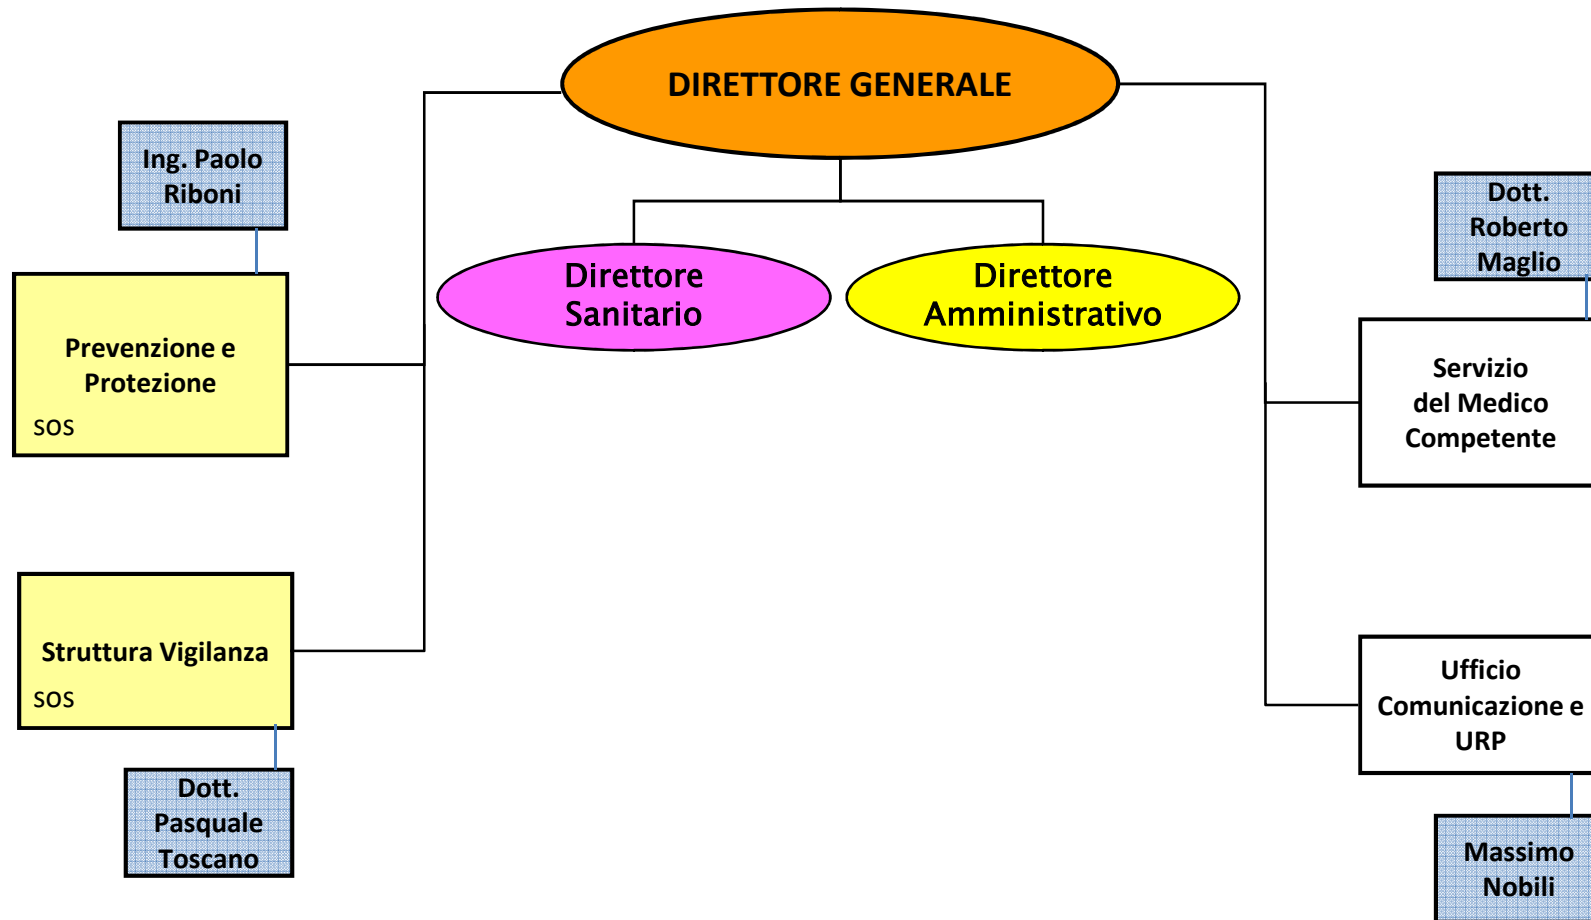 DIRETTORE GENERALE
Ing. Paolo
Riboni
Dott.
Roberto
Maglio
Direttore
Sanitario
Direttore
Amministrativo
Prevenzione e
Protezione
SOS
Servizio
del Medico
Competente
Struttura Vigilanza
SOS
Ufficio
Comunicazione e
URP
Dott.
Pasquale
Toscano
Massimo
Nobili